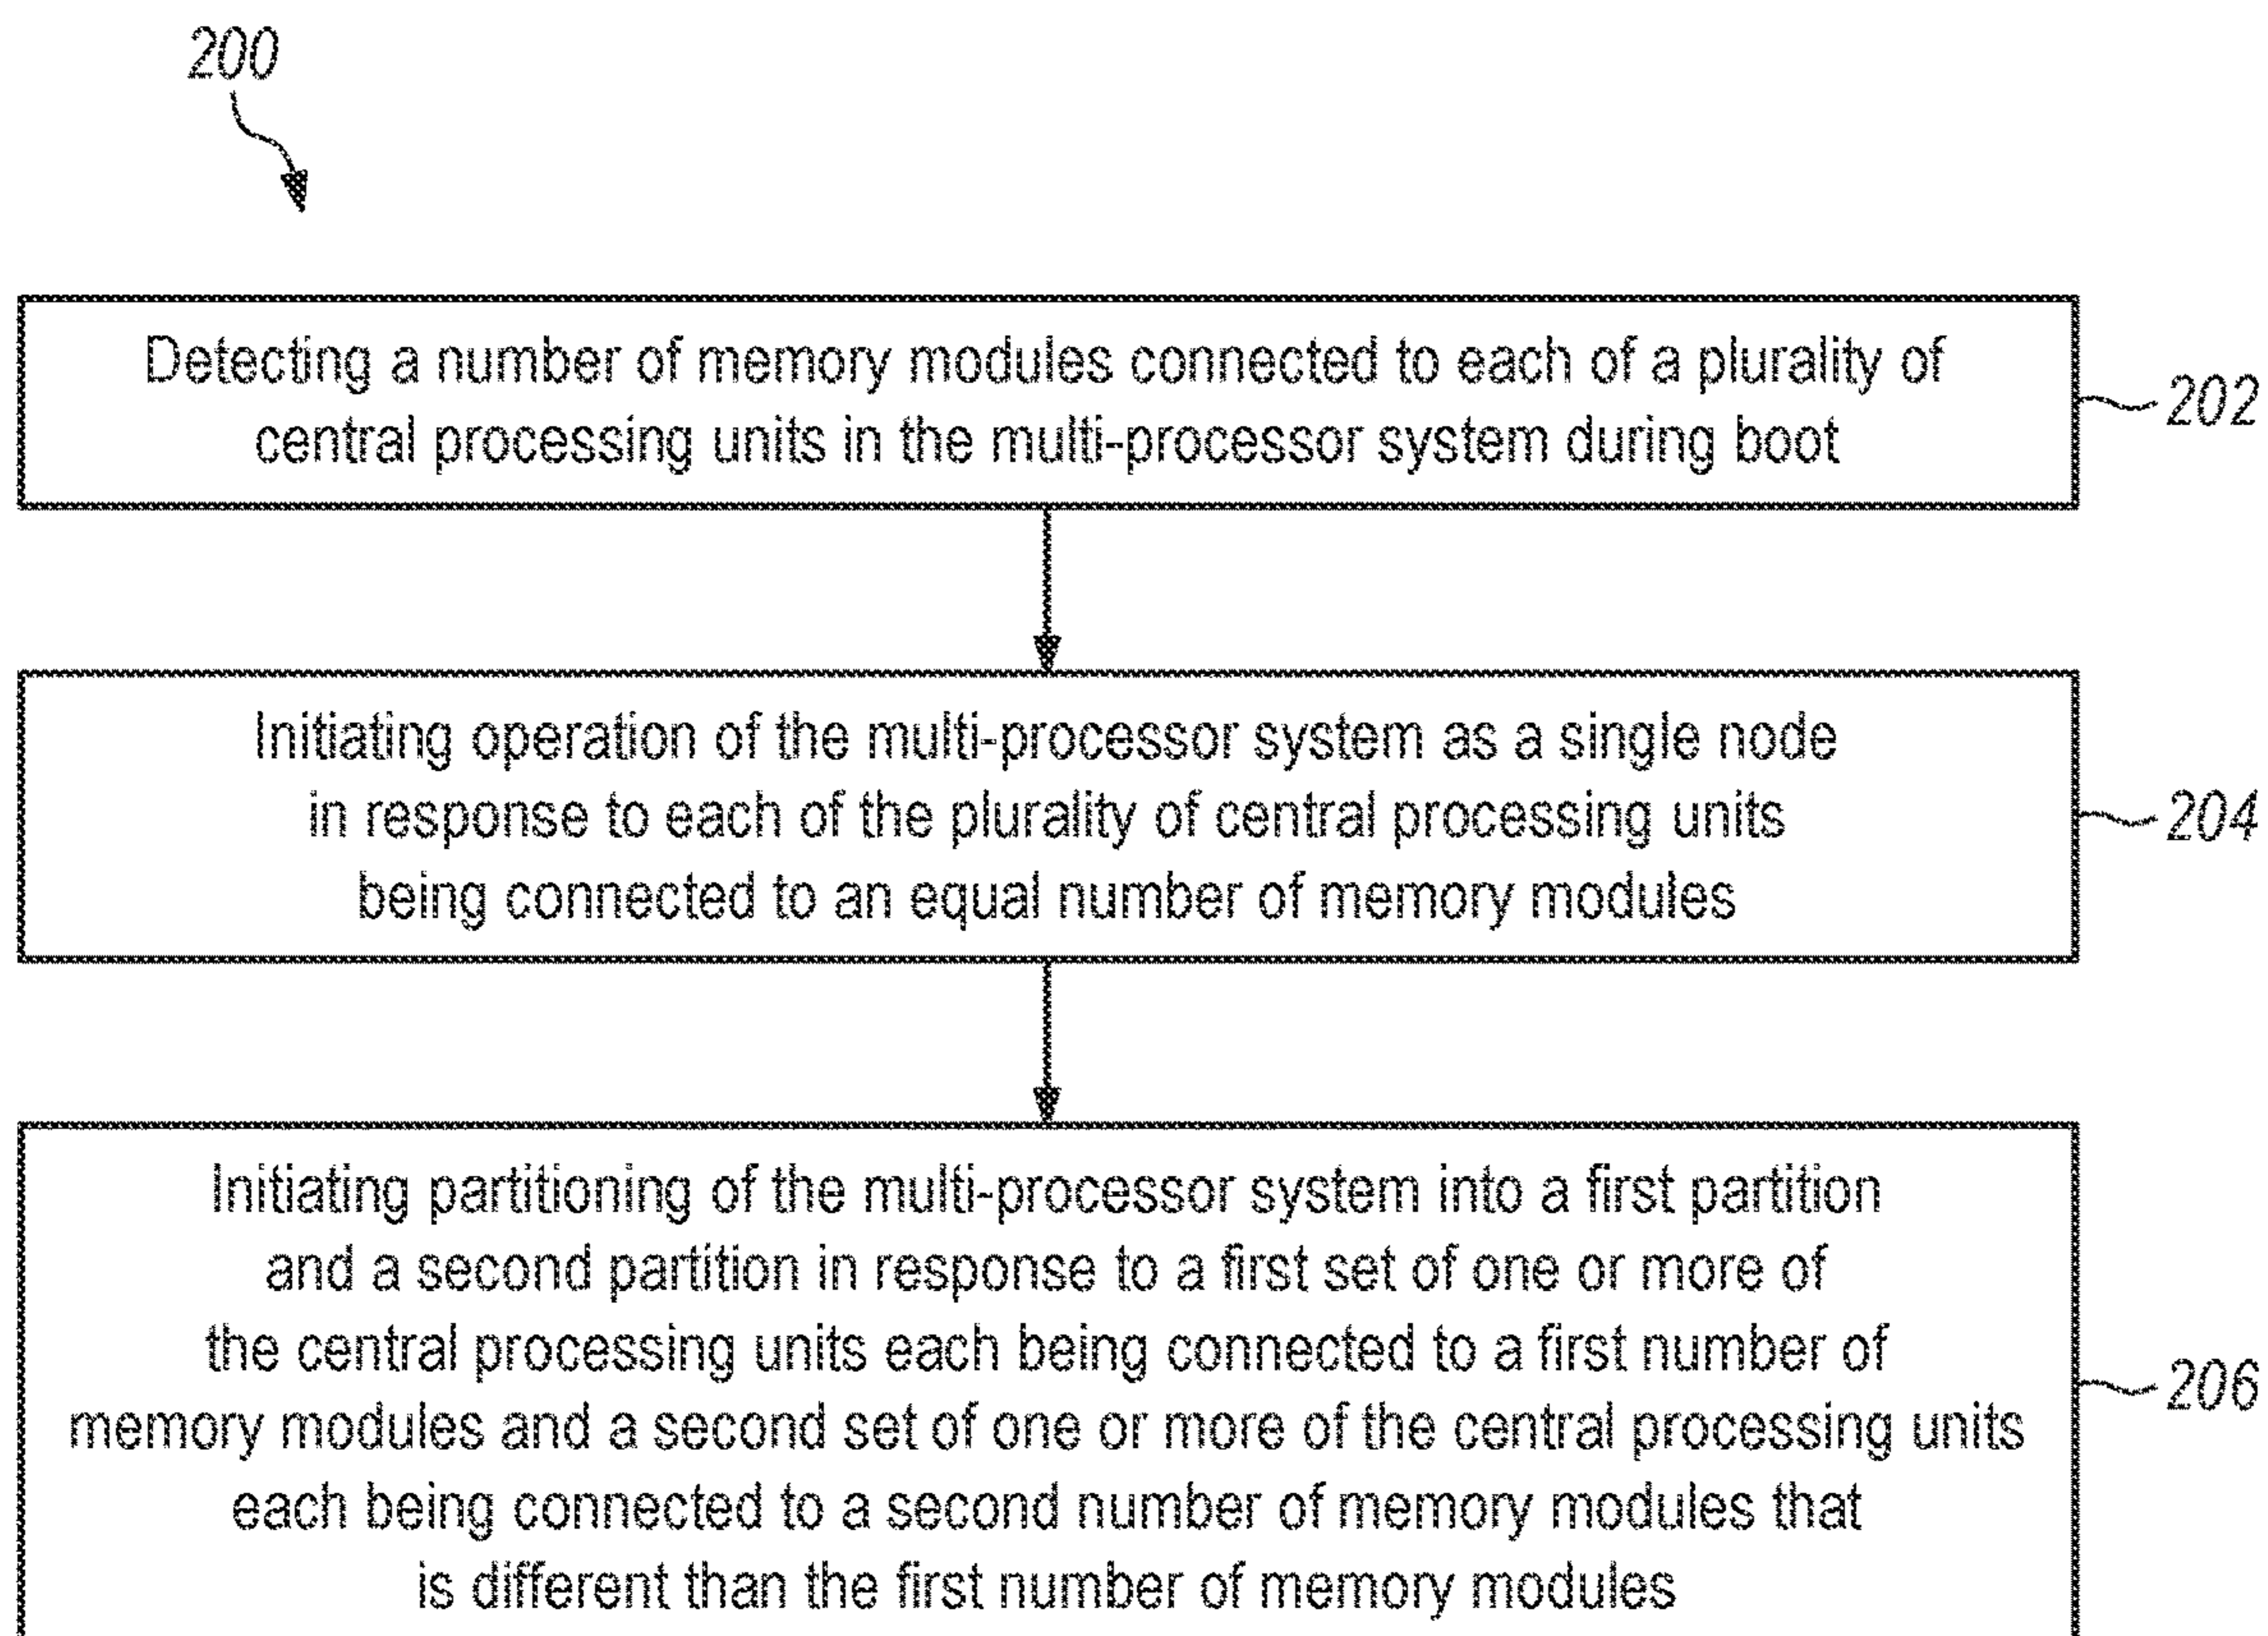 200
Detecting a number of memory modules connected to each of a plurality of
central processing units in the multi-processor system during boot
202
Initiating operation of the multi-processor system as a single node
in response to each of the plurality of central processing units
being connected to an equal number of memory modules
204
Initiating partitioning of the multi-processor system into a first partition
and a second partition in response to a first set of one or more of
the central processing units each being connected to a first number of
memory modules and a second set of one or more of the central processing units
each being connected to a second number of memory modules that
is different than the first number of memory modules
206